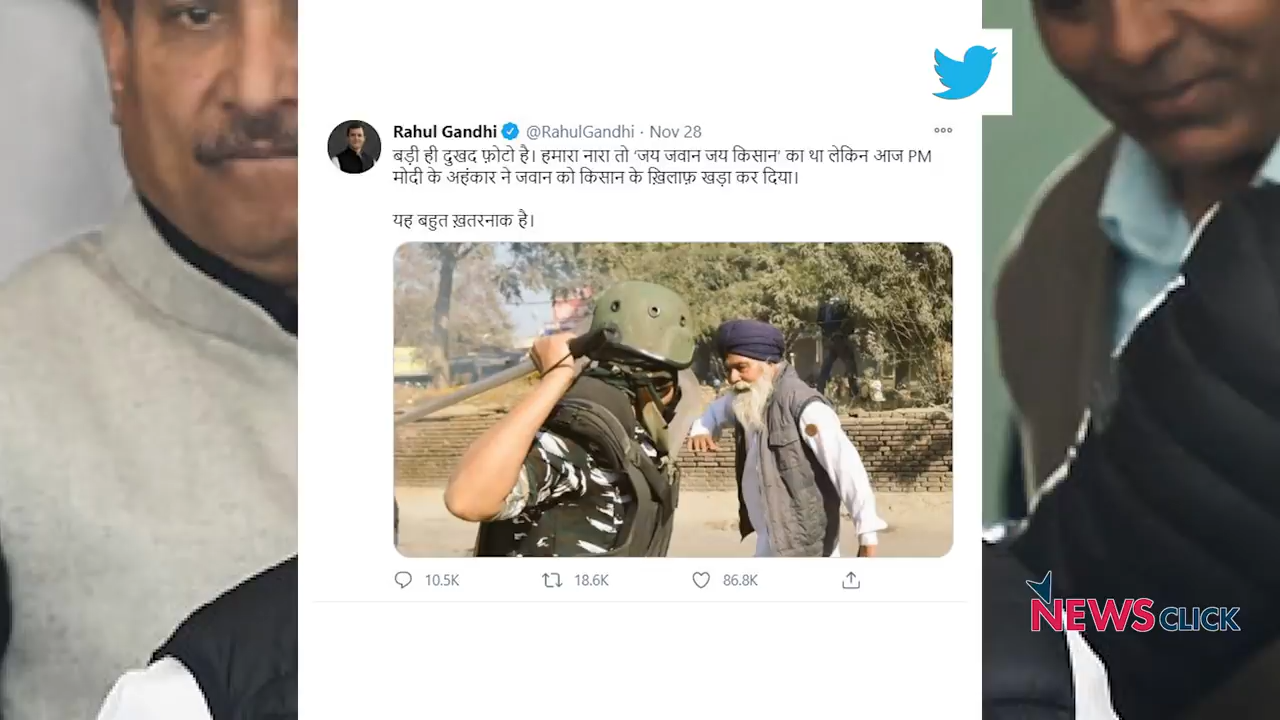 Rahul Gandhi @RahulGandhi · Nov 28
बड़ी ही दुखद फ़ोटो है। हमारा नारा तो ‘जय जवान जय किसान’ का था लेकिन आज PM
मोदी के अहंकार ने जवान को किसान के ख़िलाफ़ खड़ा कर दिया।
यह बहुत ख़तरनाक है।
10.5K 18.6K 86.8K
NEWSCLICK